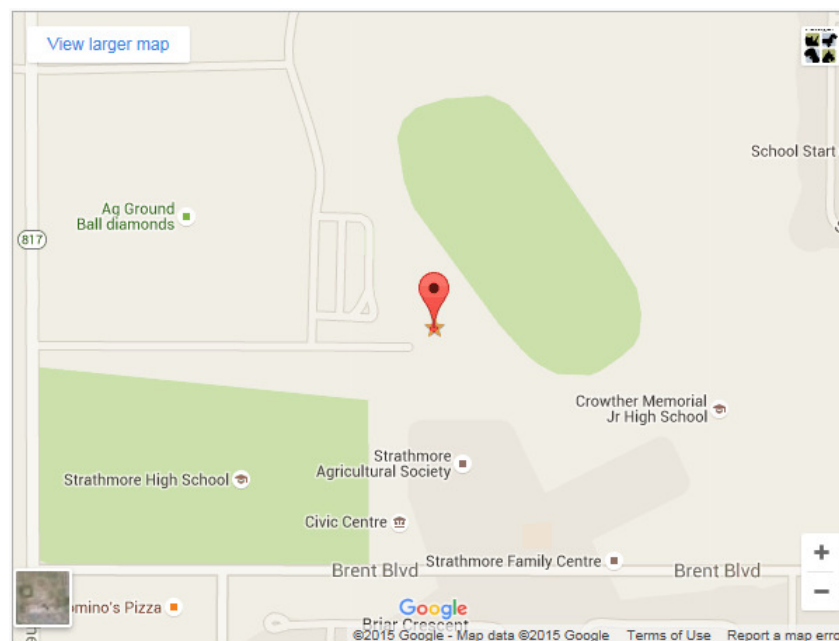 View larger map
School Start
Ag Ground
Ball diamonds
817
Crowther Memorial
Jr High School
Strathmore
Agricultural Society
Strathmore High School
Civic Centre
Strathmore Family Centre
Brent Blvd
Brent Blvd
omino's Pizza
Google
Briar Crescent
©2015 Google - Map data ©2015 Google Terms of Use Report a map erro